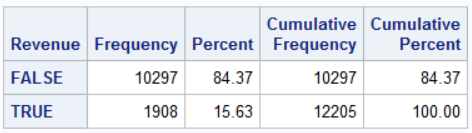 Revenue Frequency Percent Cumulative Frequency Cumulative Percent
FALSE 10297 84.37 10297 84.37
TRUE 1908 15.63 12205 100.00